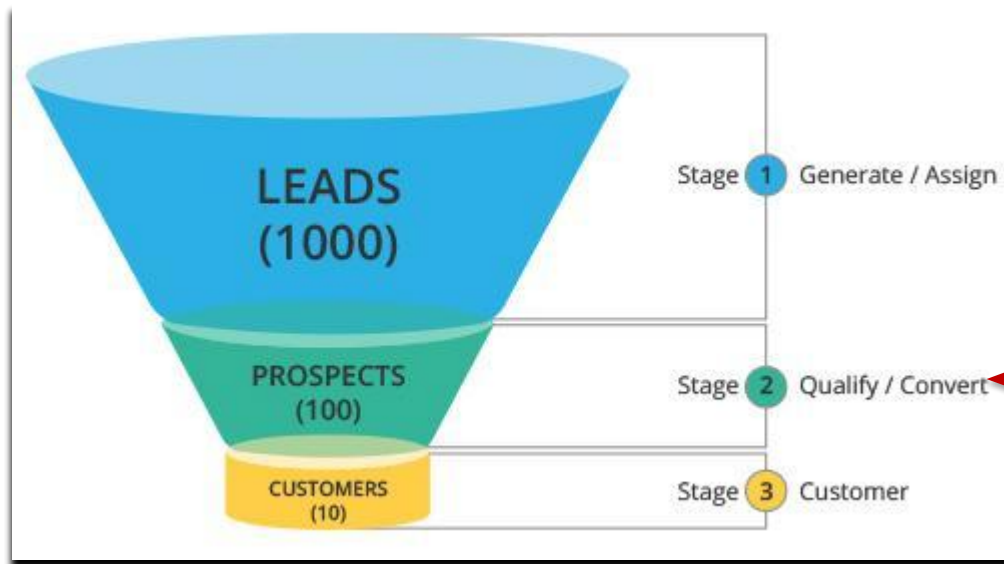 LEADS
(1000)
Stage 1 Generate / Assign
PROSPECTS
(100)
Stage 2 Qualify / Convert
CUSTOMERS
(10)
Stage 3 Customer